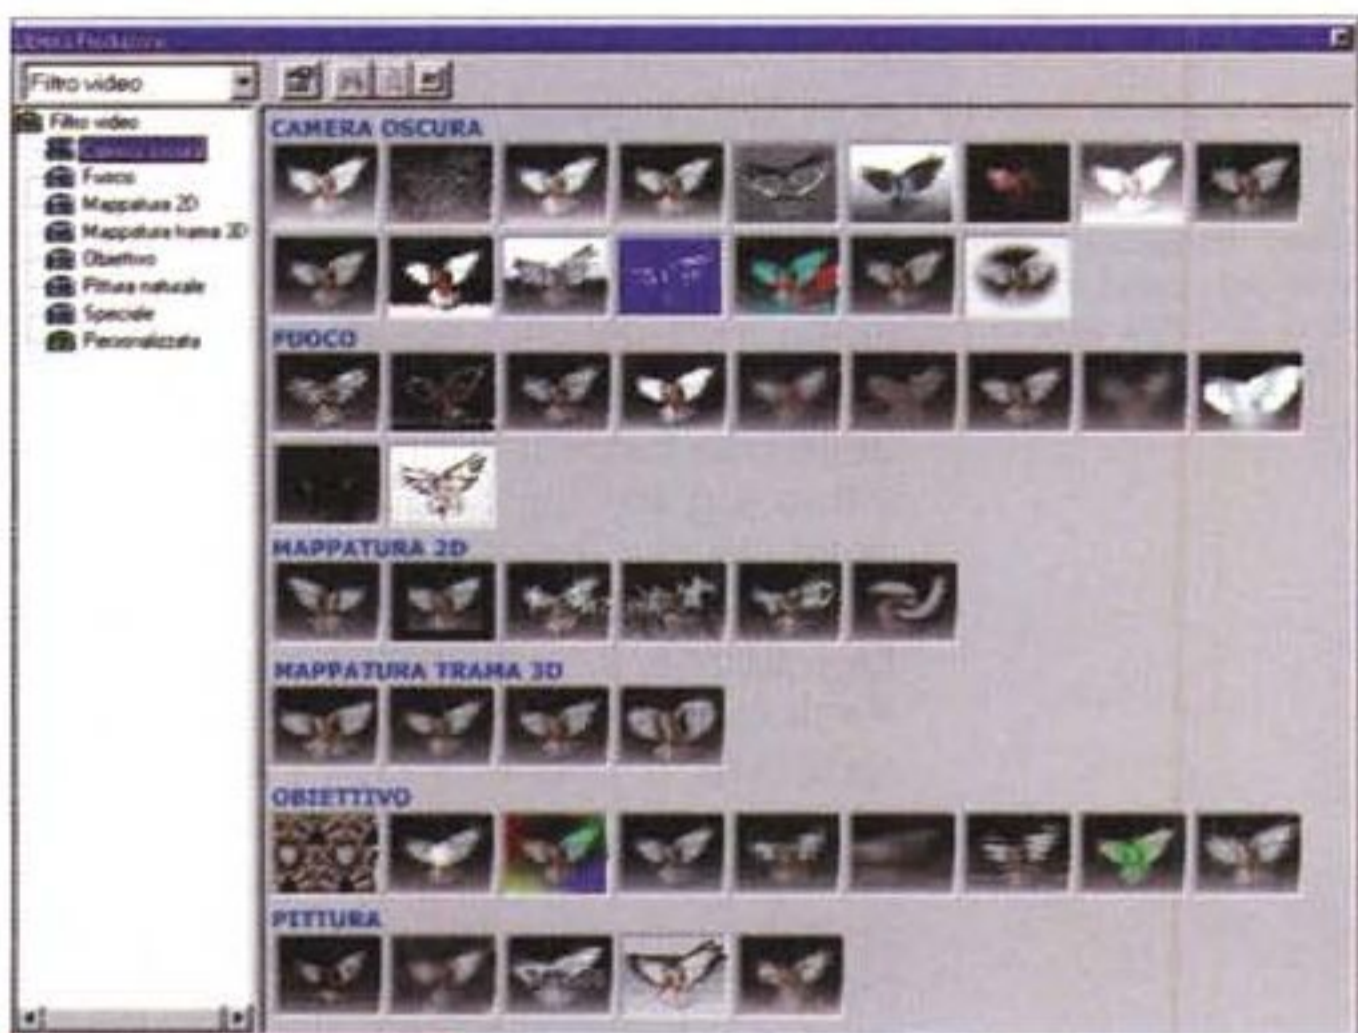 Filtro video
Filtro video
Fuoco
Mappatura 2D
Mappatura trama 3D
Obiettivo
Pittura naturale
Speciale
Personalizzata
CAMERA OSCURA
FUOCO
MAPPATURA 2D
MAPPATURA TRAMA 3D
OBIETTIVO
PITTURA